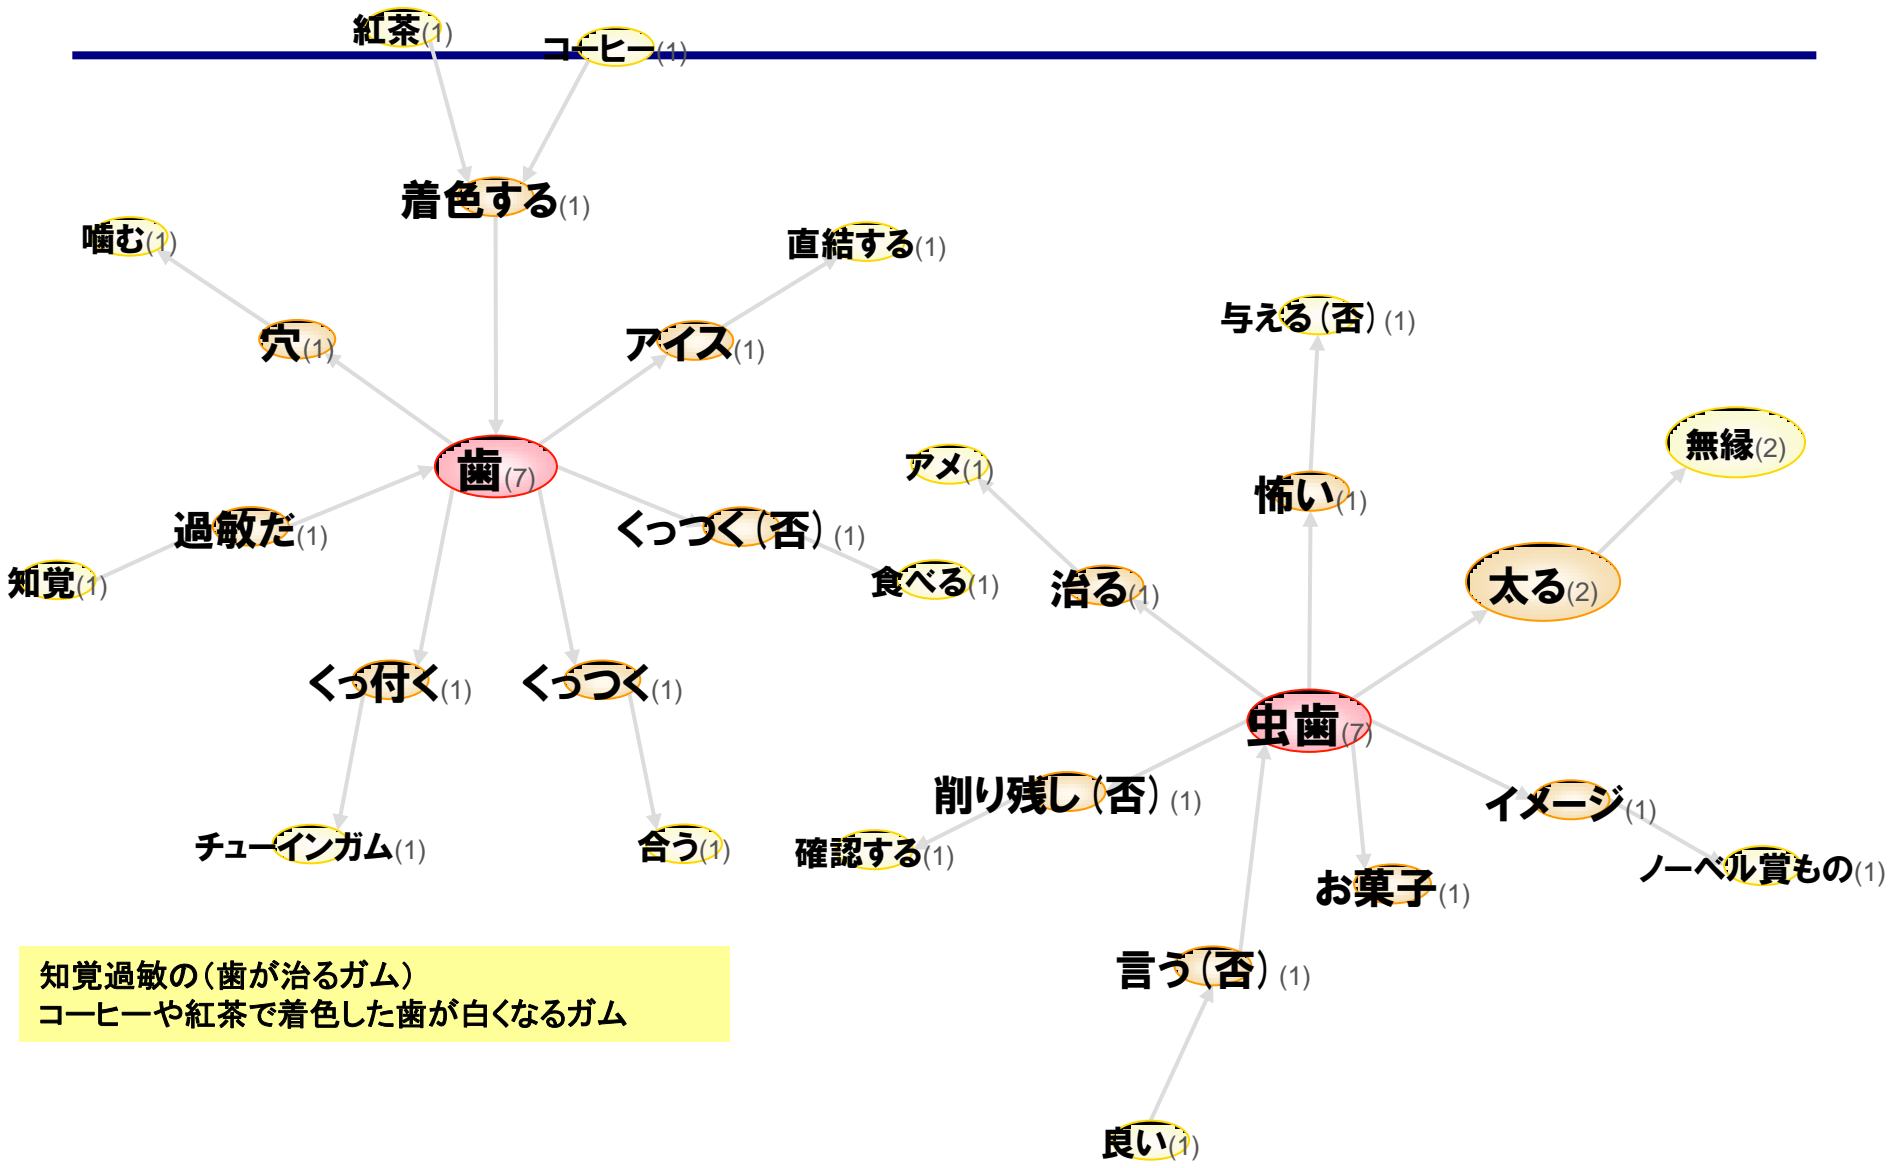 紅茶(1)
コーヒー(1)
着色する(1)
噛む(1)
直結する(1)
穴(1)
アイス(1)
与える(否)(1)
歯(7)
アメ(1)
無縁(2)
怖い(1)
過敏だ(1)
くっつく(否)(1)
知覚(1)
食べる(1)
治る(1)
太る(2)
くっ付く(1)
くっつく(1)
虫歯(7)
削り残し(否)(1)
イメージ(1)
チューインガム(1)
合う(1)
確認する(1)
お菓子(1)
ノーベル賞もの(1)
言う(否)(1)
知覚過敏の(歯が治るガム)
コーヒーや紅茶で着色した歯が白くなるガム
良い(1)